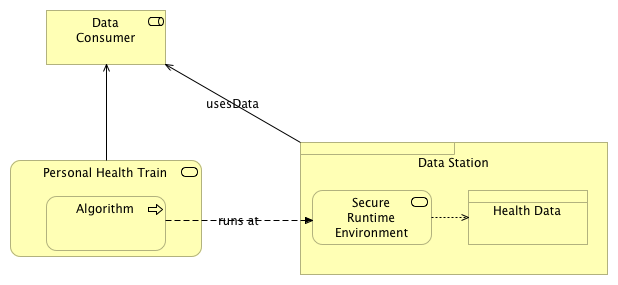 Data
Consumer
usesData
Data Station
Personal Health Train
Algorithm
runs at
Secure
Runtime
Environment
Health Data